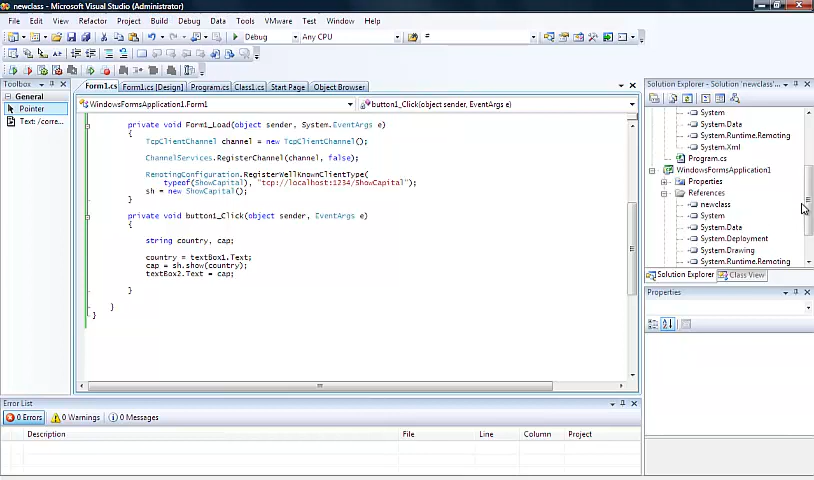 newclass - Microsoft Visual Studio (Administrator)
File Edit View Refactor Project Build Debug Data Tools VMware Test Window Help
Debug Any CPU =
Toolbox
General
Pointer
Text: /corre...
Form1.cs Form1.cs [Design] Program.cs Class1.cs Start Page Object Browser
WindowsFormsApplication1.Form1 button1_Click(object sender, EventArgs e)
private void Form1_Load(object sender, System.EventArgs e)
{
TcpClientChannel channel = new TcpClientChannel();
ChannelServices.RegisterChannel(channel, false);
RemotingConfiguration.RegisterWellKnownClientType(
typeof(ShowCapital), "tcp://localhost:1234/ShowCapital");
sh = new ShowCapital();
}
private void button1_Click(object sender, EventArgs e)
{
string country, cap;
country = textBox1.Text;
cap = sh.show(country);
textBox2.Text = cap;
}
}
}
Solution Explorer - Solution 'newclass'...
System
System.Data
System.Runtime.Remoting
System.Xml
Program.cs
WindowsFormsApplication1
Properties
References
newclass
System
System.Data
System.Deployment
System.Drawing
System.Runtime.Remoting
Solution Explorer Class View
Properties
Error List
0 Errors 0 Warnings 0 Messages
Description File Line Column Project